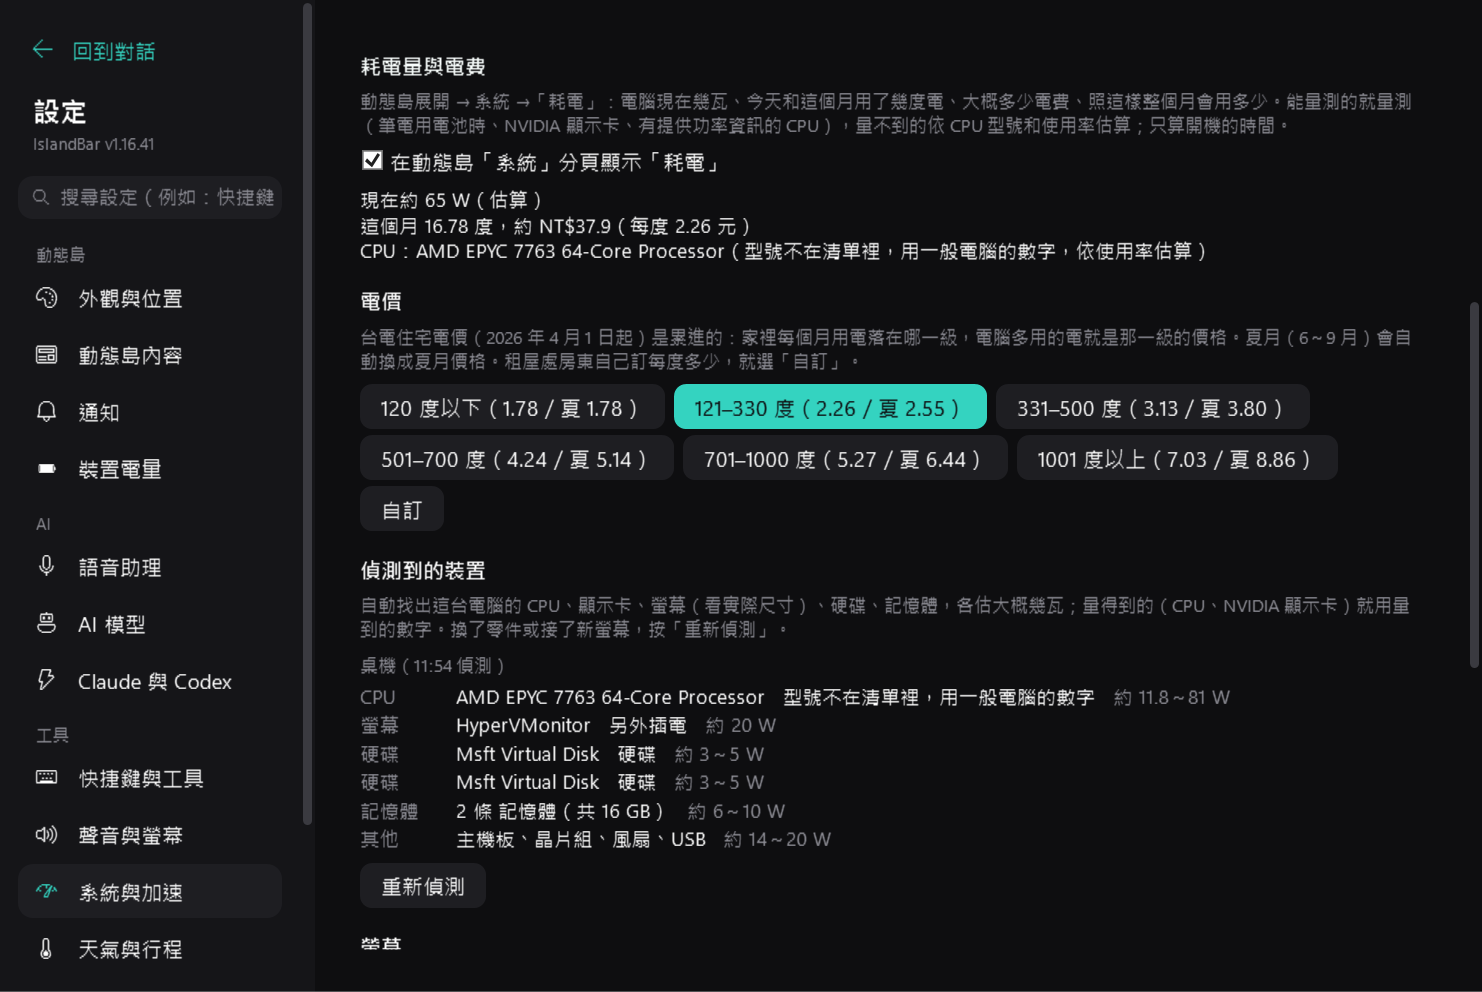 回到對話
設定
IslandBar v1.16.41
搜尋設定（例如：快捷鍵
動態島
外觀與位置
動態島內容
通知
裝置電量
AI
語音助理
AI 模型
Claude 與 Codex
工具
快捷鍵與工具
聲音與螢幕
系統與加速
天氣與行程
耗電量與電費
動態島展開 → 系統 →「耗電」：電腦現在幾瓦、今天和這個月用了幾度電、大概多少電費、照這樣整個月會用多少。能量測的就量測
（筆電用電池時、NVIDIA 顯示卡、有提供功率資訊的 CPU），量不到的依 CPU 型號和使用率估算；只算開機的時間。
在動態島「系統」分頁顯示「耗電」
現在約 65 W（估算）
這個月 16.78 度，約 NT$37.9（每度 2.26 元）
CPU：AMD EPYC 7763 64-Core Processor（型號不在清單裡，用一般電腦的數字，依使用率估算）
電價
台電住宅電價（2026 年 4 月 1 日起）是累進的：家裡每個月用電落在哪一級，電腦多用的電就是那一級的價格。夏月（6～9 月）會自
動換成夏月價格。租屋處房東自己訂每度多少，就選「自訂」。
120 度以下（1.78 / 夏 1.78）
121–330 度（2.26 / 夏 2.55）
331–500 度（3.13 / 夏 3.80）
501–700 度（4.24 / 夏 5.14）
701–1000 度（5.27 / 夏 6.44）
1001 度以上（7.03 / 夏 8.86）
自訂
偵測到的裝置
自動找出這台電腦的 CPU、顯示卡、螢幕（看實際尺寸）、硬碟、記憶體，各估大概幾瓦；量得到的（CPU、NVIDIA 顯示卡）就用量
到的數字。換了零件或接了新螢幕，按「重新偵測」。
桌機（11:54 偵測）
CPU AMD EPYC 7763 64-Core Processor 型號不在清單裡，用一般電腦的數字 約 11.8～81 W
螢幕 HyperVMonitor 另外插電 約 20 W
硬碟 Msft Virtual Disk 硬碟 約 3～5 W
硬碟 Msft Virtual Disk 硬碟 約 3～5 W
記憶體 2 條 記憶體（共 16 GB） 約 6～10 W
其他 主機板、晶片組、風扇、USB 約 14～20 W
重新偵測
螢幕